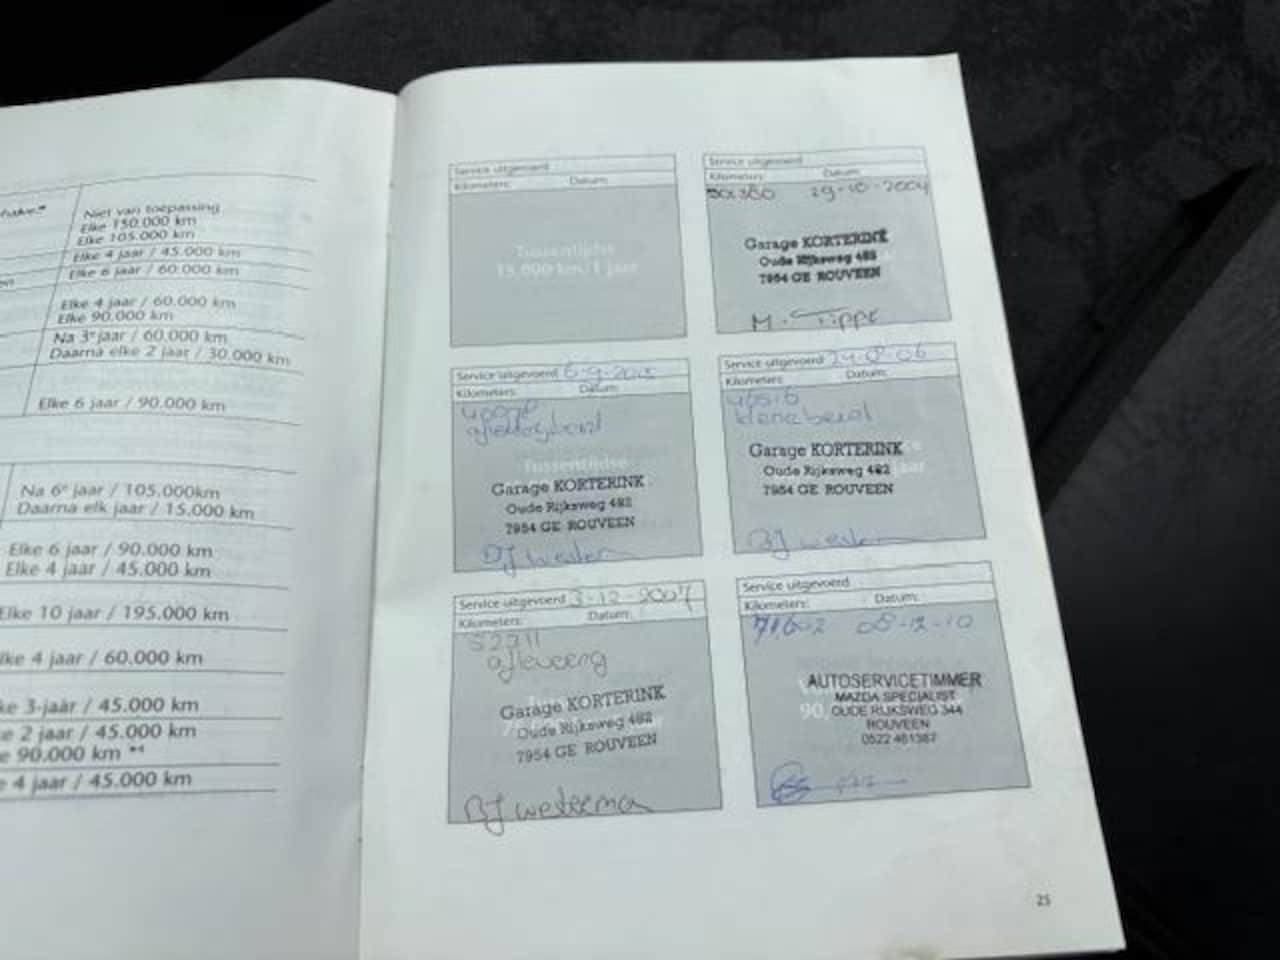 Niet van toepassing
Elke 150.000 km
Elke 105.000 km
Elke 4 jaar / 45.000 km
Elke 6 jaar / 60.000 km
Elke 4 jaar / 60.000 km
Elke 90.000 km
Na 3e jaar / 60.000 km
Daarna elke 2 jaar / 30.000 km
Elke 6 jaar / 90.000 km
Na 6e jaar / 105.000km
Daarna elk jaar / 15.000 km
Elke 6 jaar / 90.000 km
Elke 4 jaar / 45.000 km
Elke 10 jaar / 195.000 km
lke 4 jaar / 60.000 km
ke 3-jaar / 45.000 km
e 2 jaar / 45.000 km
e 90.000 km
e 4 jaar / 45.000 km
Service uitgevoerd
Kilometers: Datum:
Tussentijdse
15.000 km/1 jaar
Service uitgevoerd
Kilometers: Datum:
29-10-2004
Garage KORTERINK
Oude Rijksweg 482
7954 GE ROUVEEN
M. Tippe
Service uitgevoerd 6-9-2005
Kilometers: Datum:
Tussentijdse
Garage KORTERINK
Oude Rijksweg 482
7954 GE ROUVEEN
Service uitgevoerd
Kilometers: Datum:
Garage KORTERINK
Oude Rijksweg 482
7954 GE ROUVEEN
Service uitgevoerd 3-12-2007
Kilometers: Datum:
52711
aflevering
Garage KORTERINK
Oude Rijksweg 482
7954 GE ROUVEEN
BJ westerman
Service uitgevoerd
Kilometers: Datum:
71602 08-12-10
AUTOSERVICETIMMER
MAZDA SPECIALIST
OUDE RIJKSWEG 344
ROUVEEN
0522 461387
25